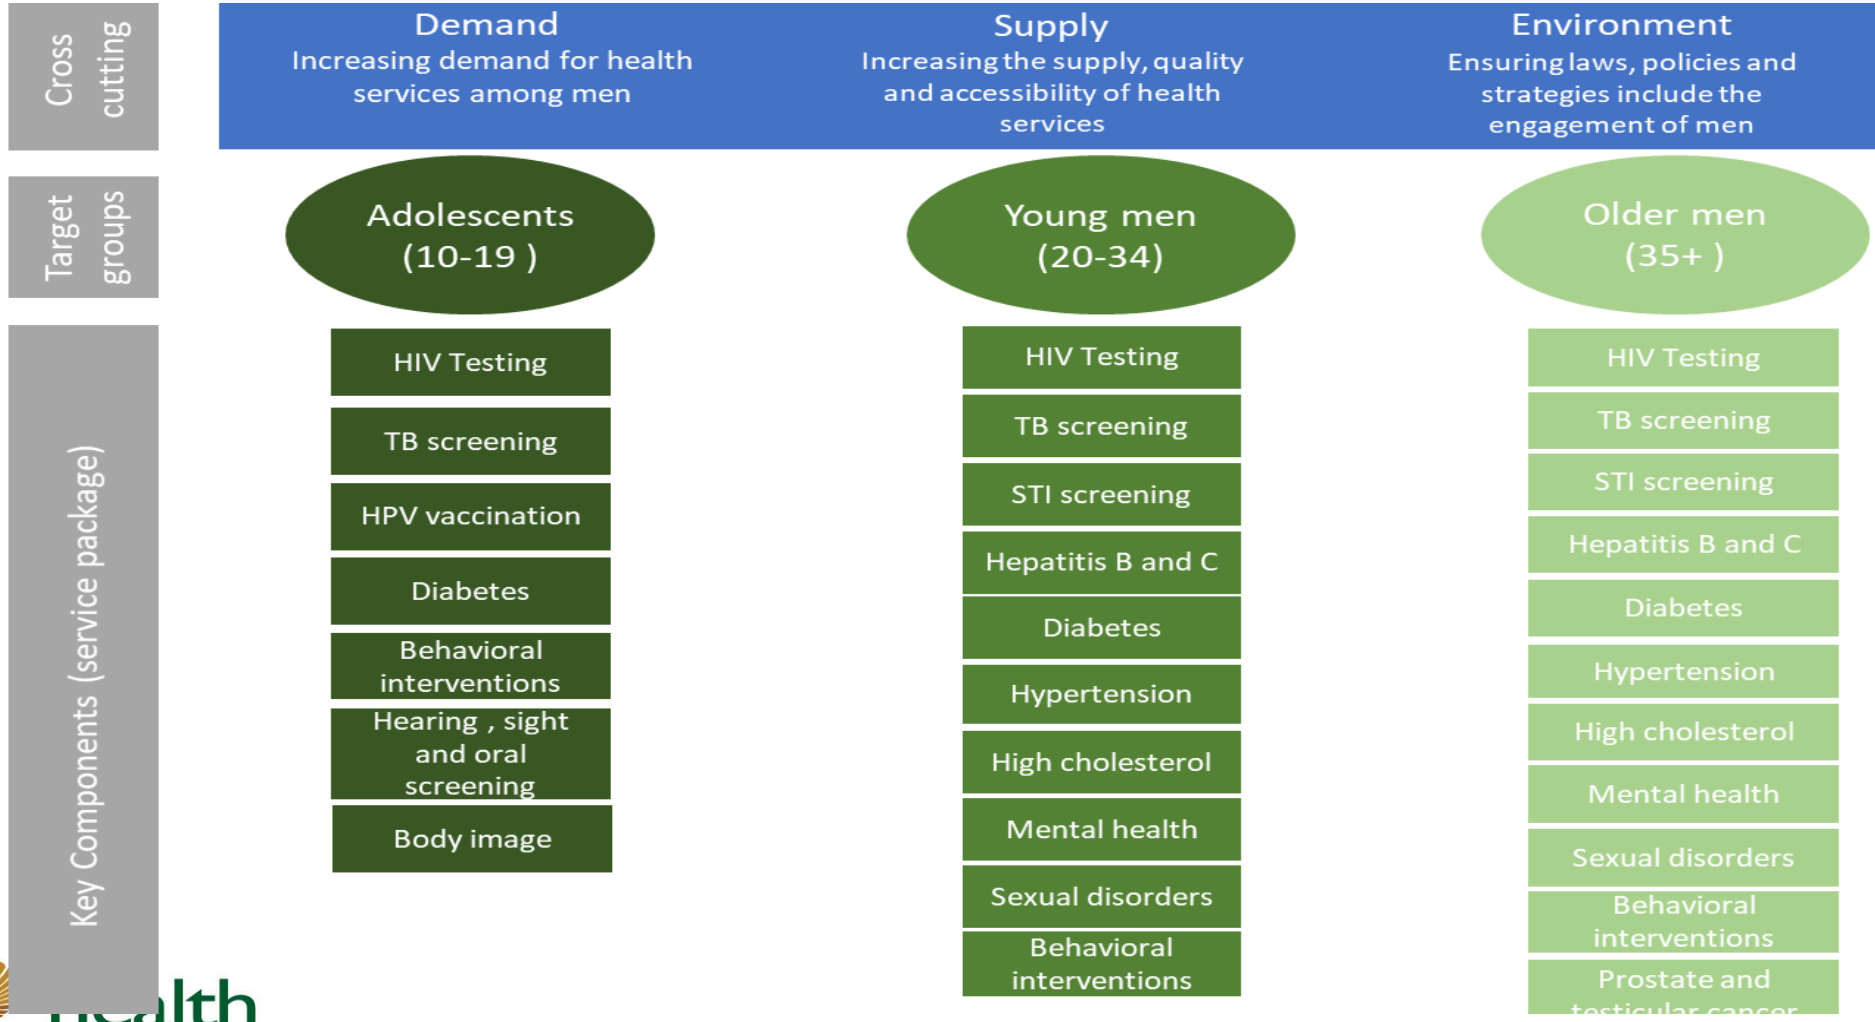 Cross
cutting
Demand
Increasing demand for health
services among men
Supply
Increasing the supply, quality
and accessibility of health
services
Environment
Ensuring laws, policies and
strategies include the
engagement of men
Target
groups
Adolescents
(10-19 )
Young men
(20-34)
Older men
(35+ )
Key Components (service package)
HIV Testing
TB screening
HPV vaccination
Diabetes
Behavioral
interventions
Hearing , sight
and oral
screening
Body image
HIV Testing
TB screening
STI screening
Hepatitis B and C
Diabetes
Hypertension
High cholesterol
Mental health
Sexual disorders
Behavioral
interventions
HIV Testing
TB screening
STI screening
Hepatitis B and C
Diabetes
Hypertension
High cholesterol
Mental health
Sexual disorders
Behavioral
interventions
Prostate and
testicular cancer
health